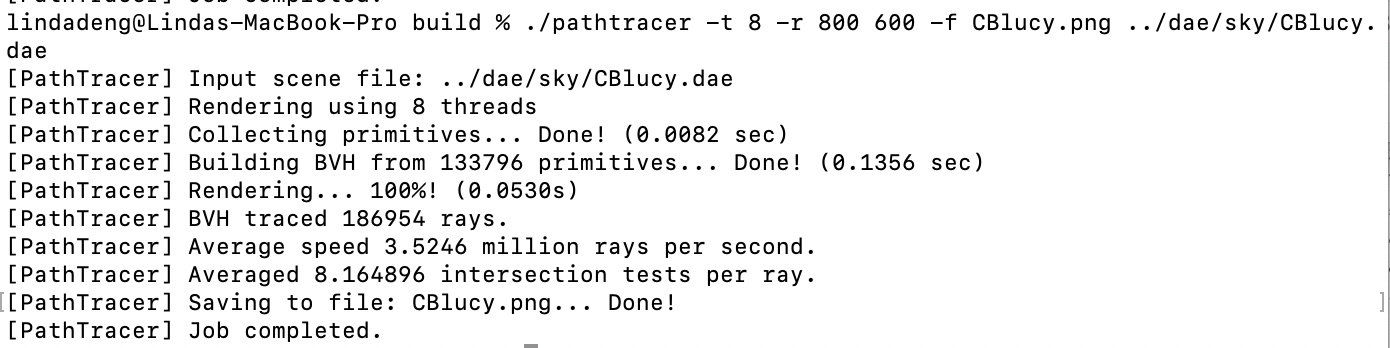 [PathTracer] Job completed.
lindadeng@Lindas-MacBook-Pro build % ./pathtracer -t 8 -r 800 600 -f CBlucy.png ../dae/sky/CBlucy.
dae
[PathTracer] Input scene file: ../dae/sky/CBlucy.dae
[PathTracer] Rendering using 8 threads
[PathTracer] Collecting primitives... Done! (0.0082 sec)
[PathTracer] Building BVH from 133796 primitives... Done! (0.1356 sec)
[PathTracer] Rendering... 100%! (0.0530s)
[PathTracer] BVH traced 186954 rays.
[PathTracer] Average speed 3.5246 million rays per second.
[PathTracer] Averaged 8.164896 intersection tests per ray.
[[PathTracer] Saving to file: CBlucy.png... Done! ]
[PathTracer] Job completed.